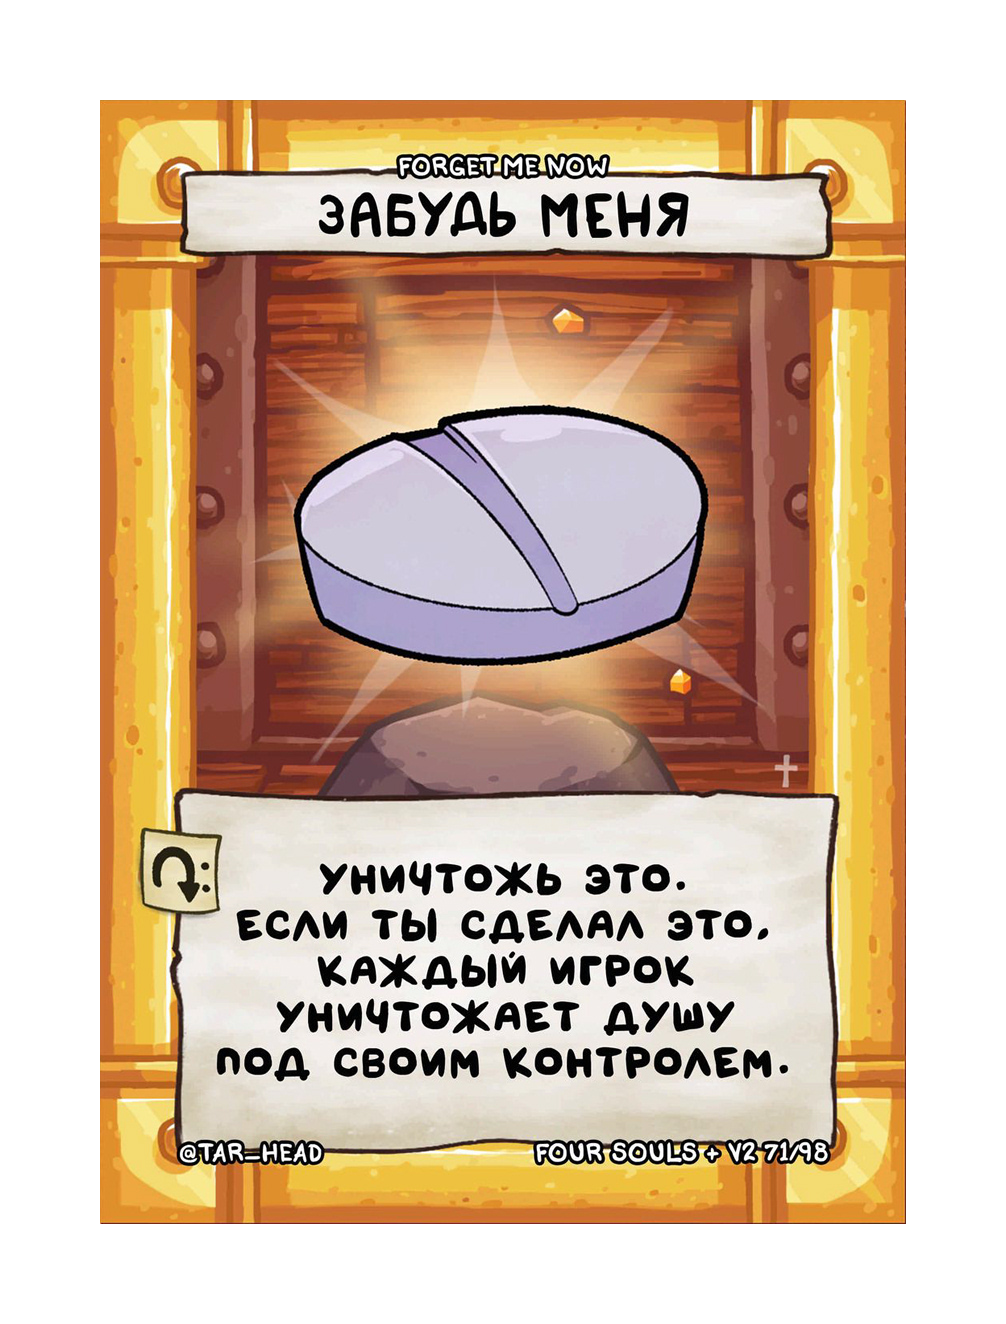 FORGET ME NOW
ЗАБУДЬ МЕНЯ
УНИЧТОЖЬ ЭТО.
ЕСЛИ ТЫ СДЕЛАЛ ЭТО,
КАЖДЫЙ ИГРОК
УНИЧТОЖАЕТ ДУШУ
ПОД СВОИМ КОНТРОЛЕМ.
@TAR_HEAD
FOUR SOULS + V2 71/98